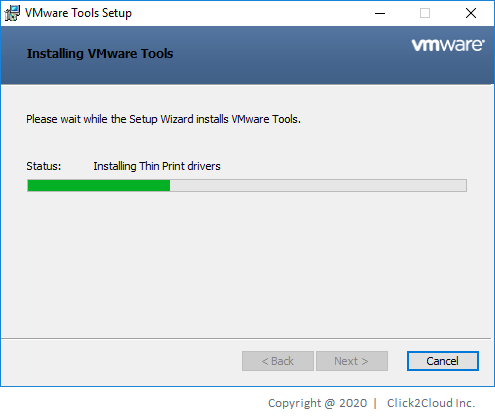 VMware Tools Setup
vmware
Installing VMware Tools
Please wait while the Setup Wizard installs VMware Tools.
Status: Installing Thin Print drivers
< Back Next > Cancel
Copyright @ 2020 | Click2Cloud Inc.